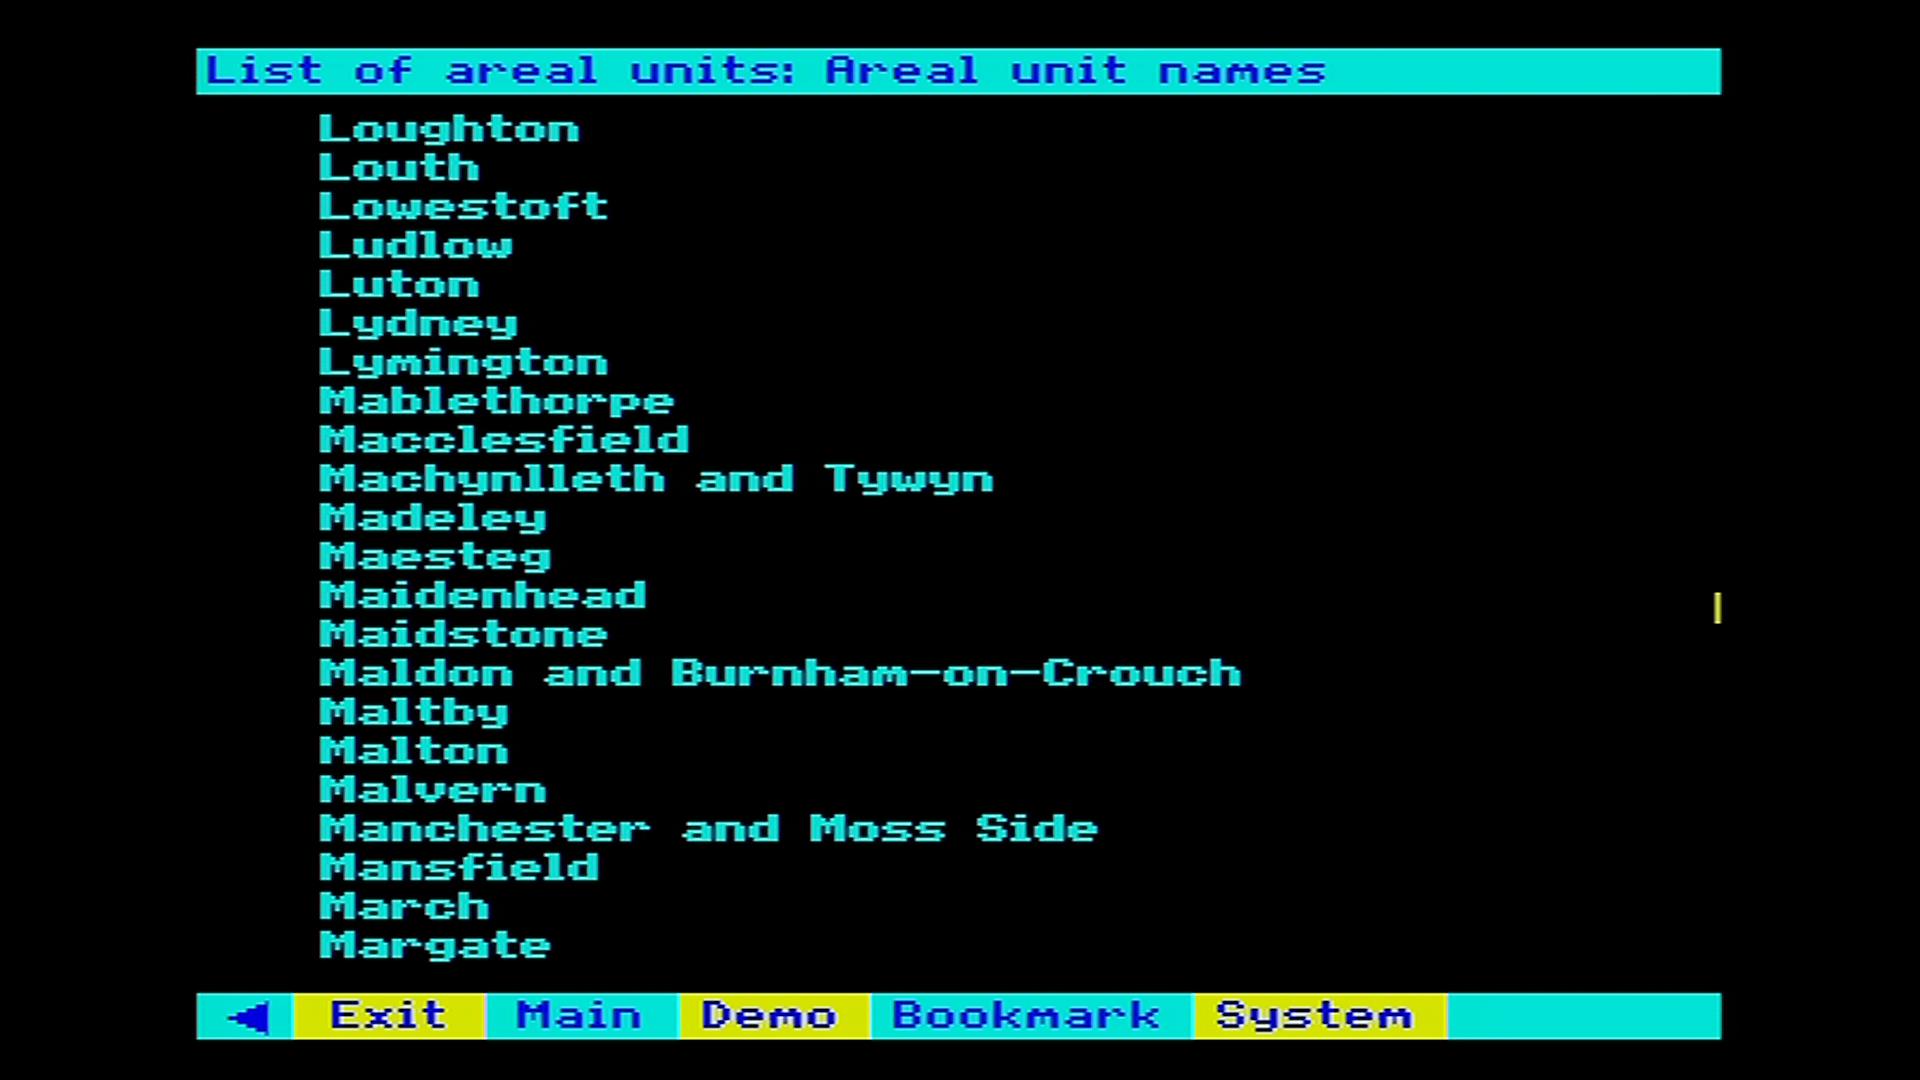 List of areal units: Areal unit names
Loughton
Louth
Lowestoft
Ludlow
Luton
Lydney
Lymington
Mablethorpe
Macclesfield
Machynlleth and Tywyn
Madeley
Maesteg
Maidenhead
Maidstone
Maldon and Burnham-on-Crouch
Maltby
Malton
Malvern
Manchester and Moss Side
Mansfield
March
Margate
Exit Main Demo Bookmark System